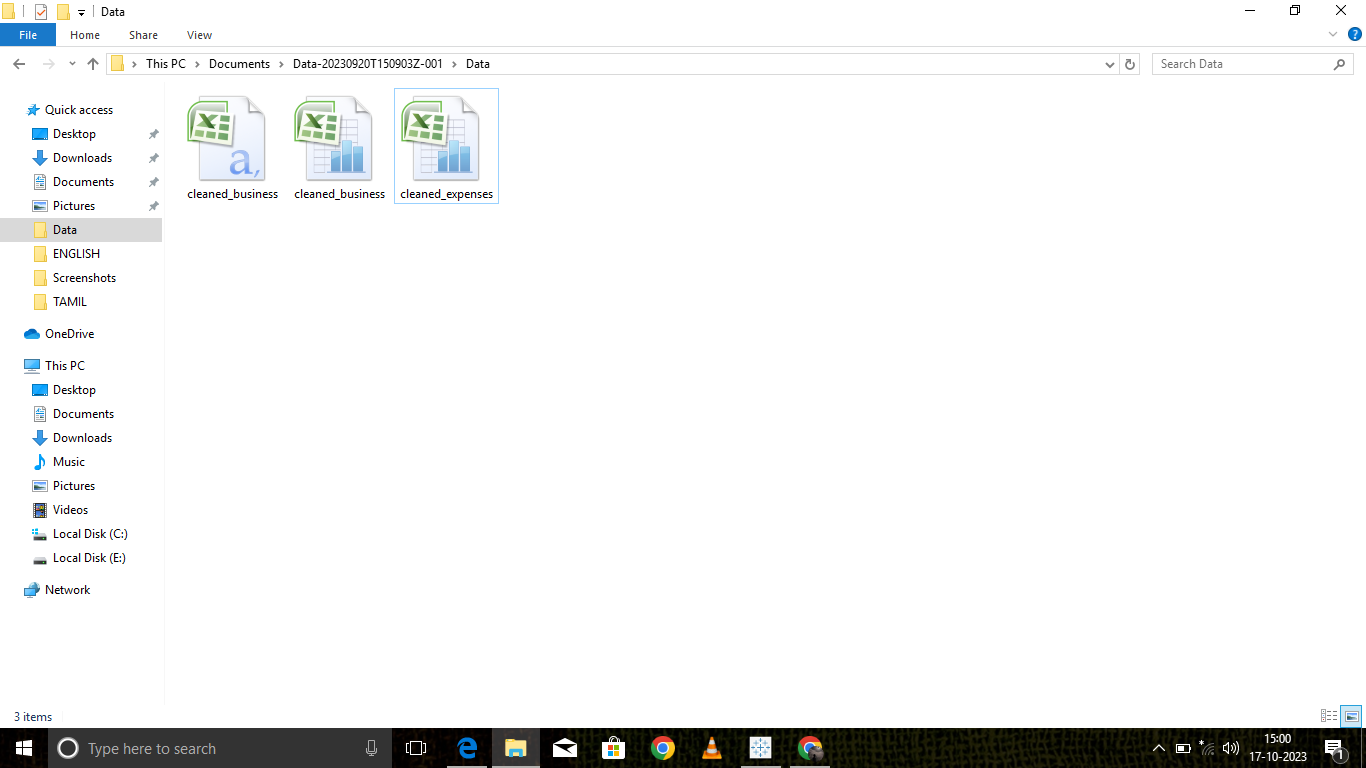 Data
File Home Share View
This PC Documents Data-20230920T150903Z-001 Data
Search Data
Quick access
Desktop
Downloads
Documents
Pictures
Data
ENGLISH
Screenshots
TAMIL
OneDrive
This PC
Desktop
Documents
Downloads
Music
Pictures
Videos
Local Disk (C:)
Local Disk (E:)
Network
a,
cleaned_business cleaned_business cleaned_expenses
3 items
Type here to search
15:00
17-10-2023
1